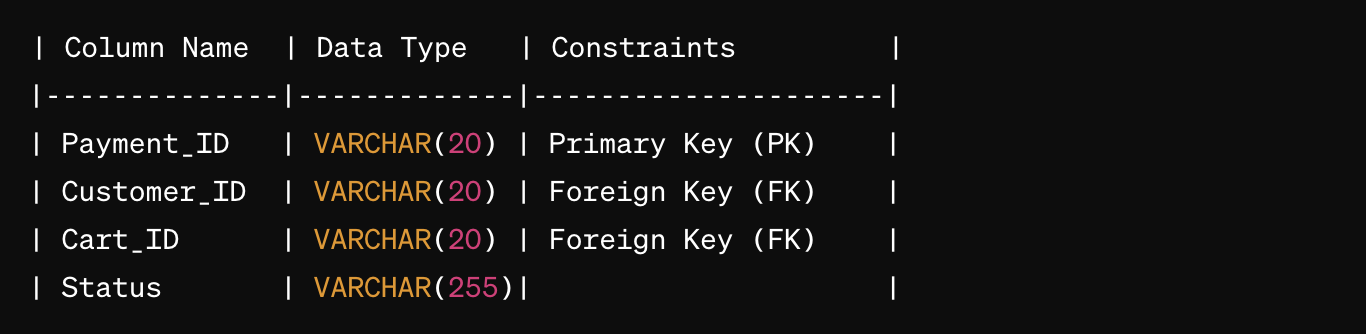 | Column Name  | Data Type   | Constraints         |
|--------------|-------------|---------------------|
| Payment_ID   | VARCHAR(20) | Primary Key (PK)    |
| Customer_ID  | VARCHAR(20) | Foreign Key (FK)    |
| Cart_ID      | VARCHAR(20) | Foreign Key (FK)    |
| Status       | VARCHAR(255)|                     |